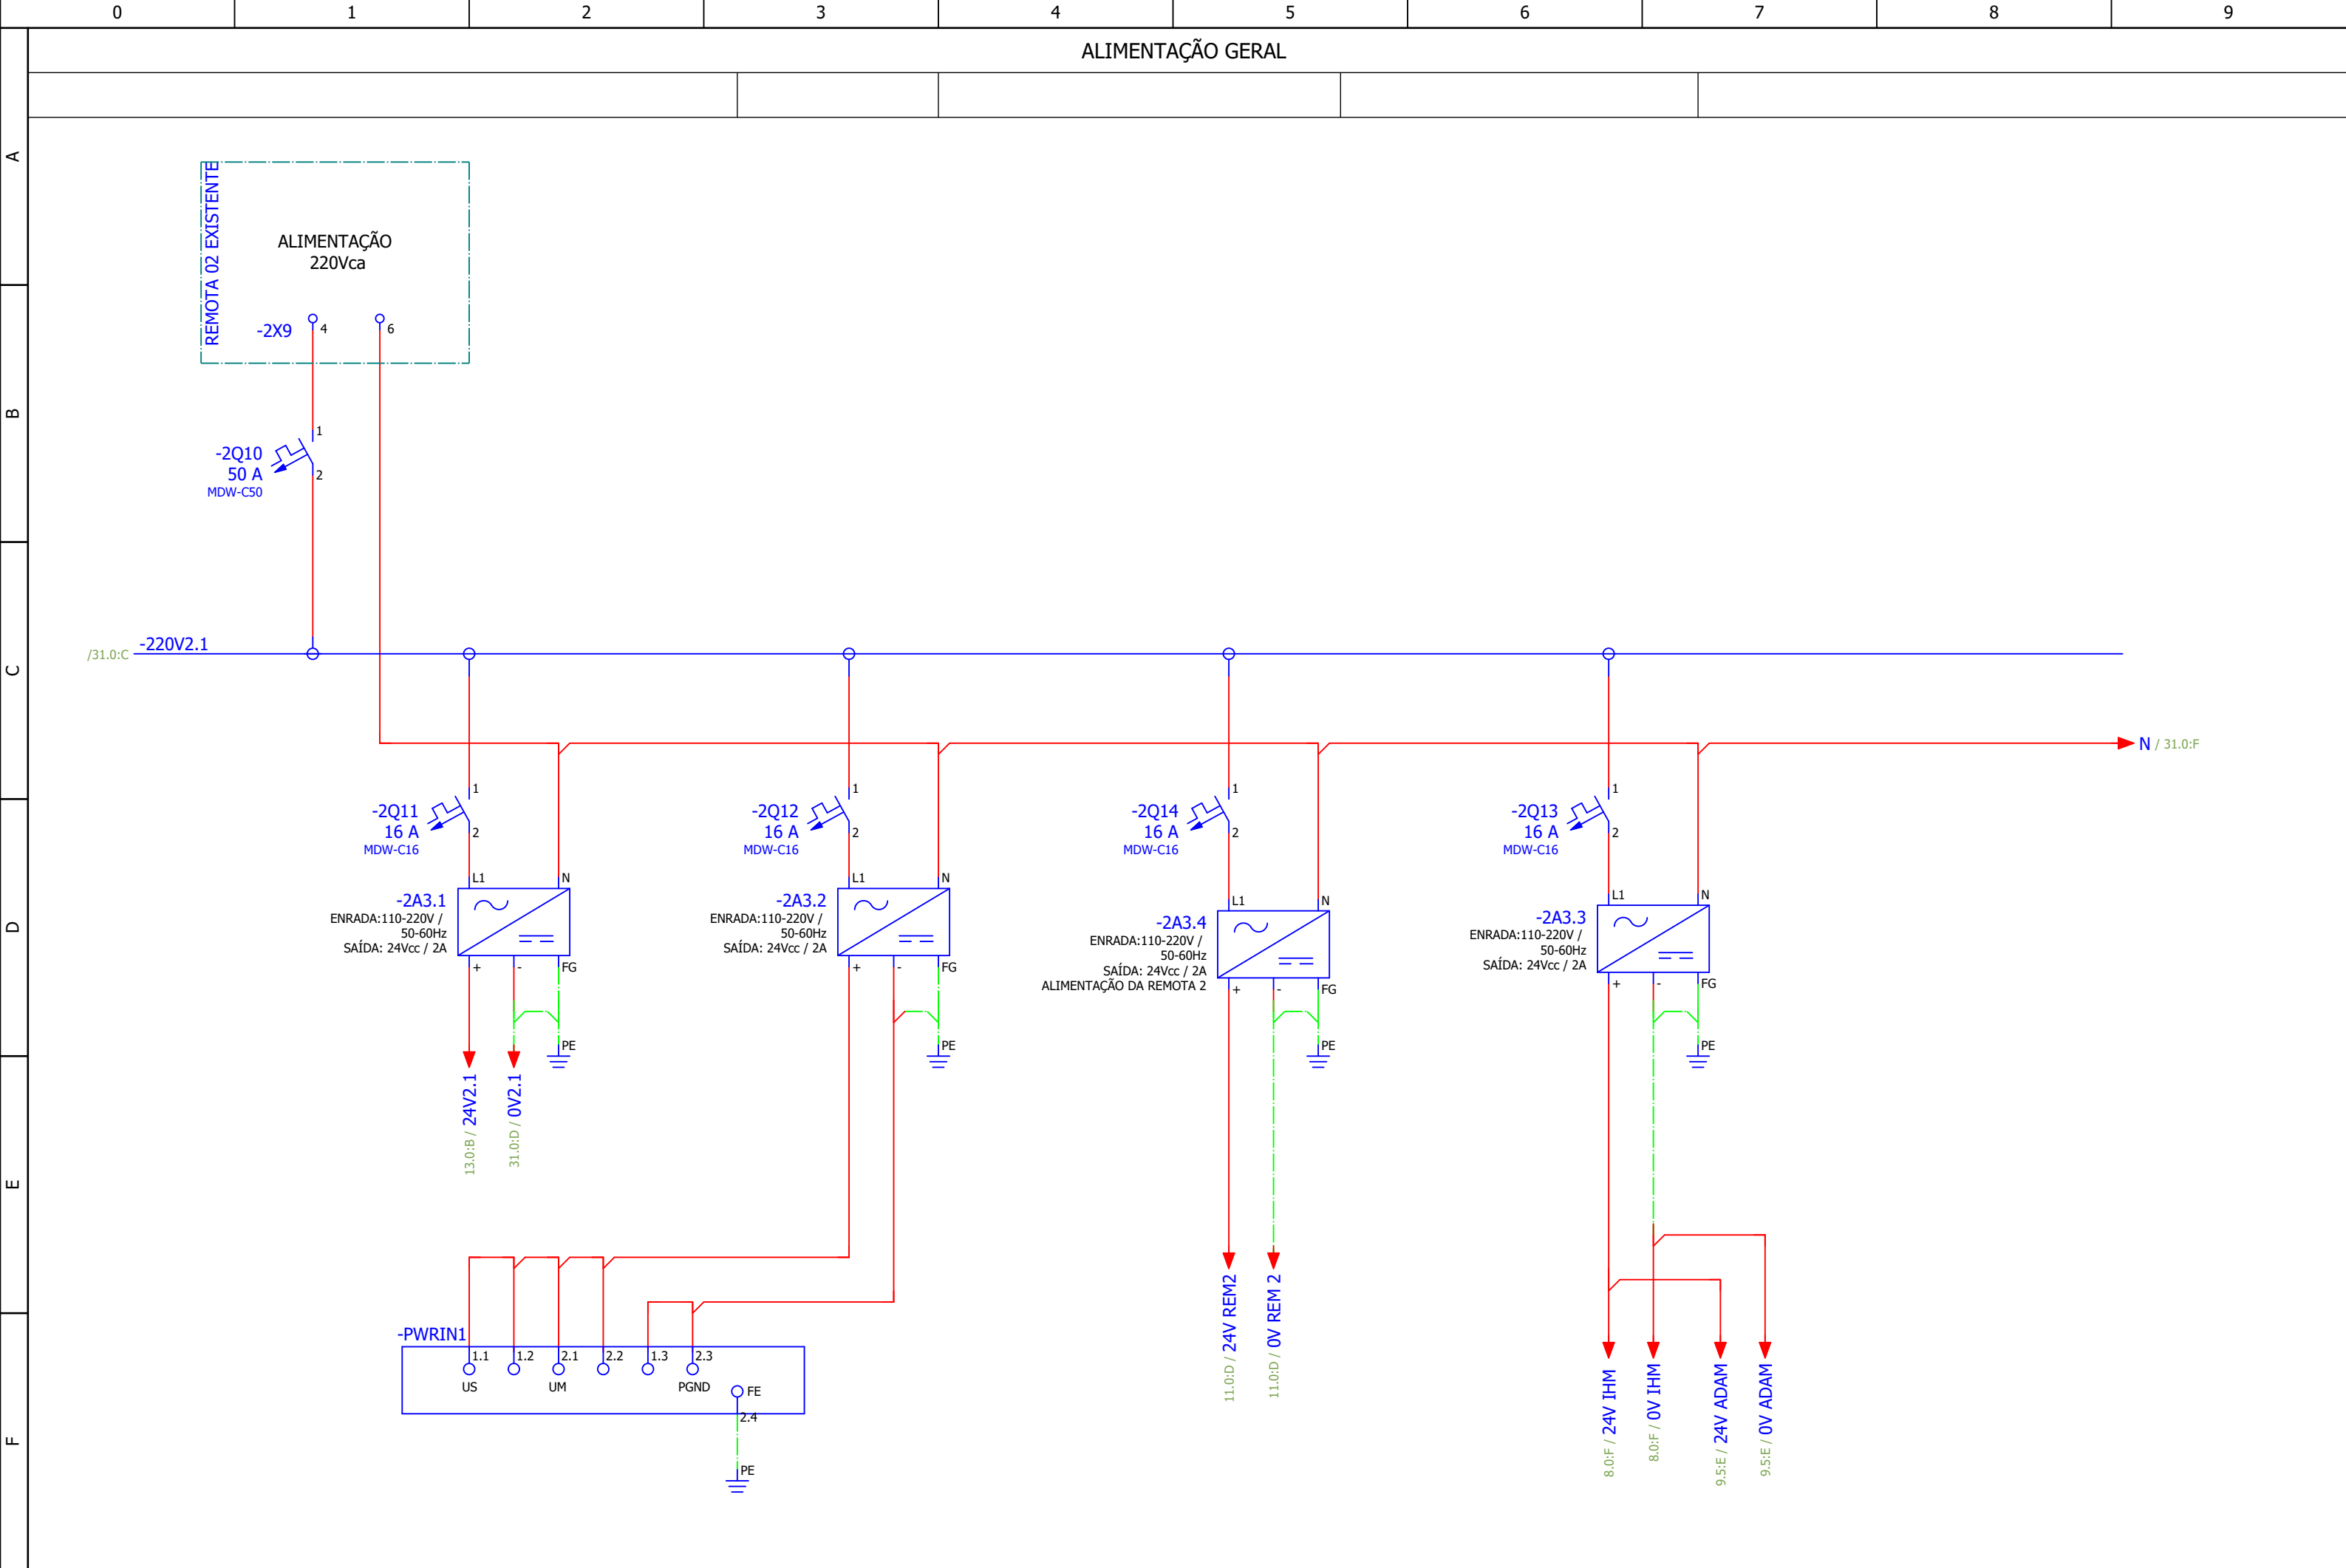 0 1 2 3 4 5 6 7 8 9
ALIMENTAÇÃO GERAL
A
B
C
D
E
F
REMOTA 02 EXISTENTE
ALIMENTAÇÃO
220Vca
-2X9
4
6
-2Q10
50 A
MDW-C50
1
2
/31.0:C
-220V2.1
N / 31.0:F
-2Q11
16 A
MDW-C16
1
2
-2Q12
16 A
MDW-C16
1
2
-2Q14
16 A
MDW-C16
1
2
-2Q13
16 A
MDW-C16
1
2
-2A3.1
ENRADA:110-220V /
50-60Hz
SAÍDA: 24Vcc / 2A
L1
N
+
-
FG
PE
-2A3.2
ENRADA:110-220V /
50-60Hz
SAÍDA: 24Vcc / 2A
L1
N
+
-
FG
PE
-2A3.4
ENRADA:110-220V /
50-60Hz
SAÍDA: 24Vcc / 2A
ALIMENTAÇÃO DA REMOTA 2
L1
N
+
-
FG
PE
-2A3.3
ENRADA:110-220V /
50-60Hz
SAÍDA: 24Vcc / 2A
L1
N
+
-
FG
PE
13.0:B / 24V2.1
31.0:D / 0V2.1
11.0:D / 24V REM2
11.0:D / 0V REM 2
8.0:F / 24V IHM
8.0:F / 0V IHM
9.5:E / 24V ADAM
9.5:E / 0V ADAM
-PWRIN1
1.1
1.2
2.1
2.2
1.3
2.3
US
UM
PGND
FE
2.4
PE